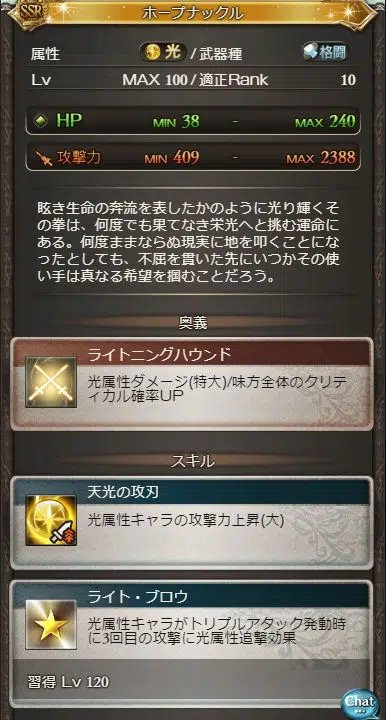 SSR ホープナックル
属性 光 / 武器種 格闘
Lv MAX 100 / 適正Rank 10
HP MIN 38 - MAX 240
攻撃力 MIN 409 - MAX 2388
眩き生命の奔流を表したかのように光り輝くそ
の拳は、何度でも果てなき栄光へと挑む運命に
ある。何度ままならぬ現実に地を叩くことにな
ったとしても、不屈を貫いた先にいつかその使
い手は真なる希望を掴むことだろう。
奥義
ライトニングハウンド
光属性ダメージ(特大)/味方全体のクリテ
ィカル確率UP
スキル
天光の攻刃
光属性キャラの攻撃力上昇(大)
ライト・ブロウ
光属性キャラがトリプルアタック発動時
に3回目の攻撃に光属性追撃効果
習得 Lv 120
Chat